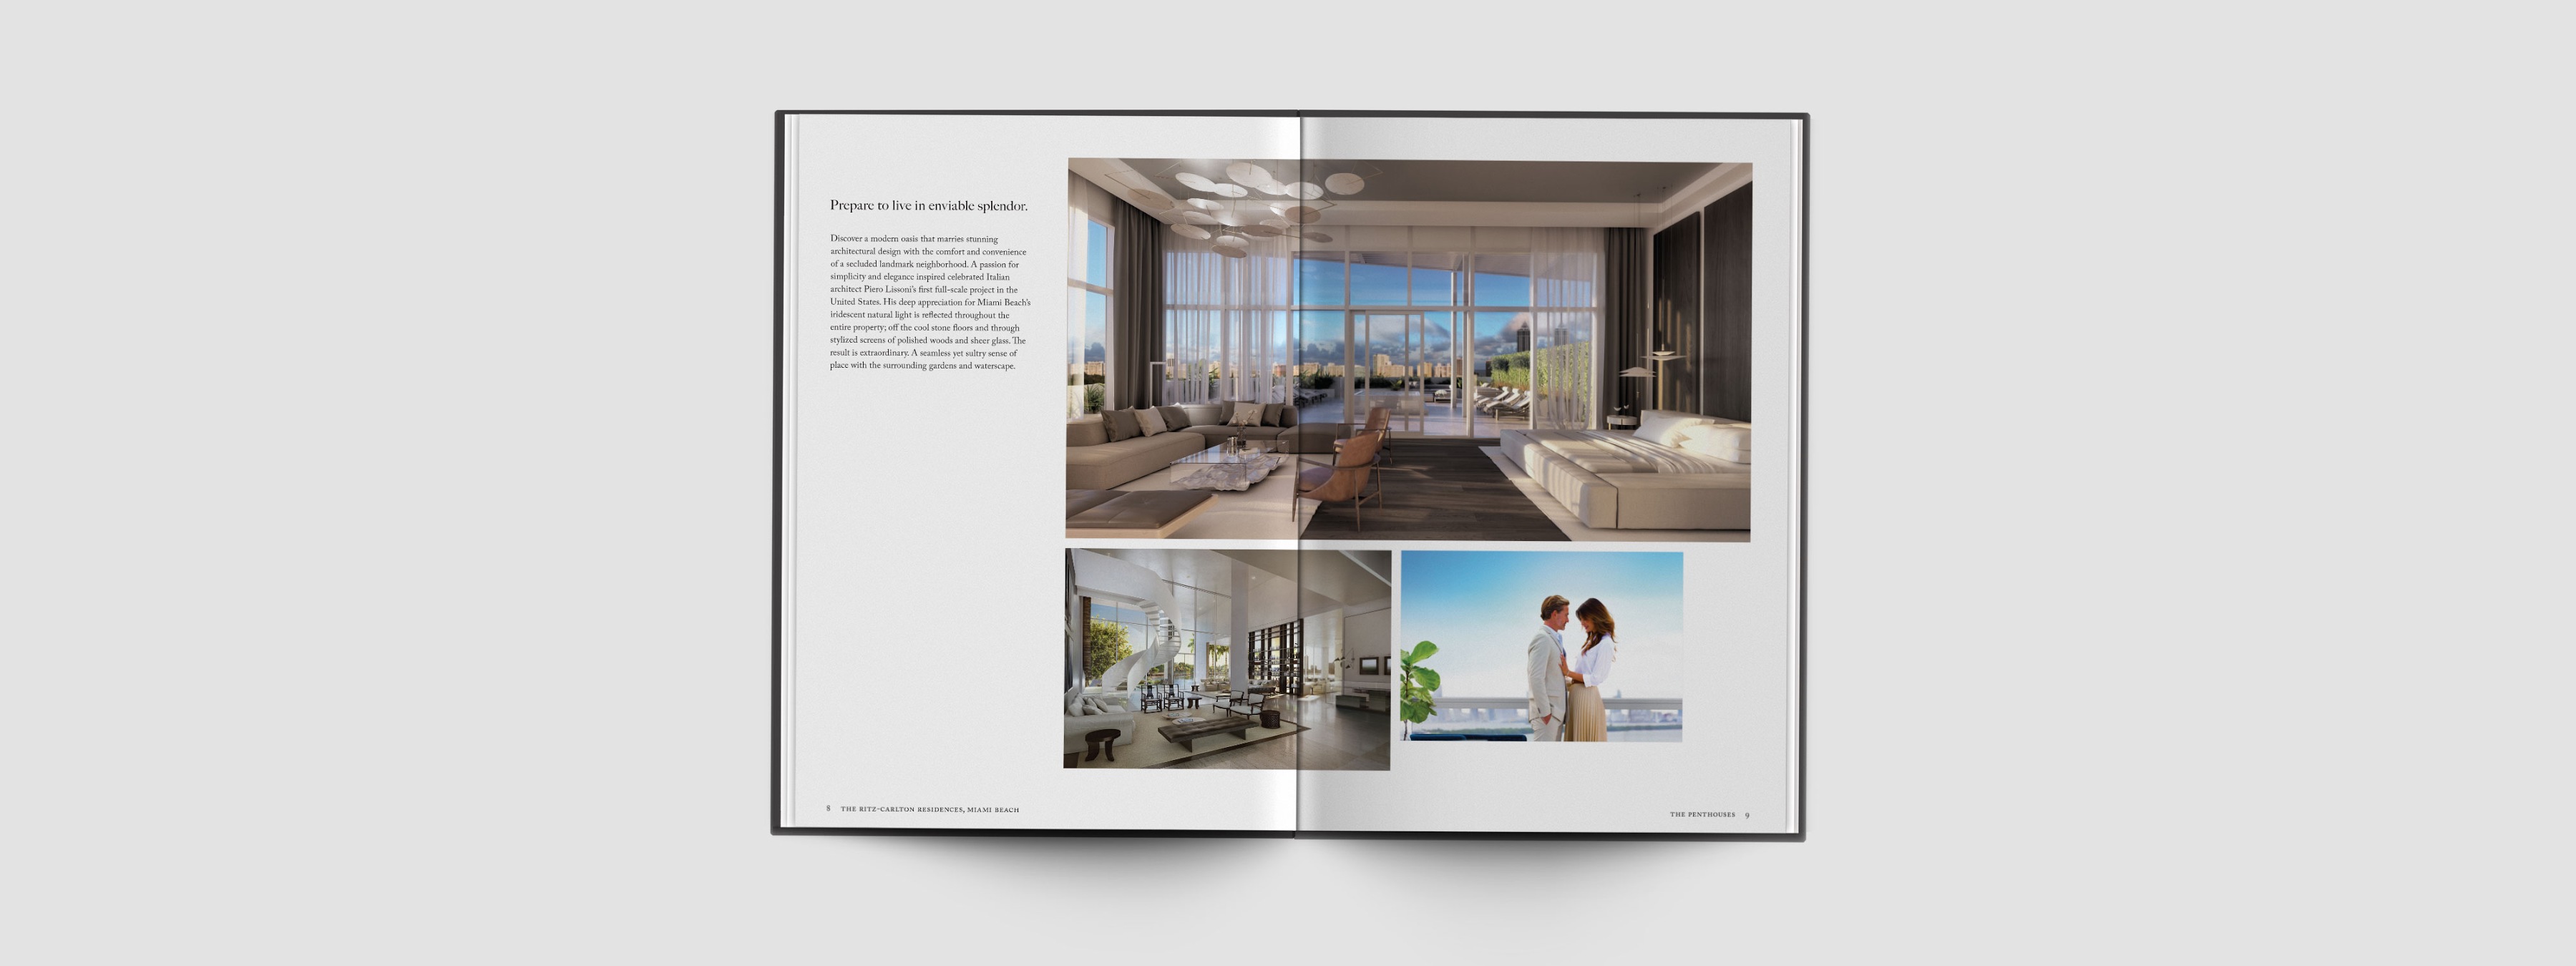 Prepare to live in enviable splendor.
Discover a modern oasis that marries stunning
architectural design with the comfort and convenience
of a secluded landmark neighborhood. A passion for
simplicity and elegance inspired celebrated Italian
architect Piero Lissoni's first full-scale project in the
United States. His deep appreciation for Miami Beach's
iridescent natural light is reflected throughout the
entire property; off the cool stone floors and through
stylized screens of polished woods and sheer glass. The
result is extraordinary. A seamless yet sultry sense of
place with the surrounding gardens and waterscape.
8 THE RITZ-CARLTON RESIDENCES, MIAMI BEACH
THE PENTHOUSES 9